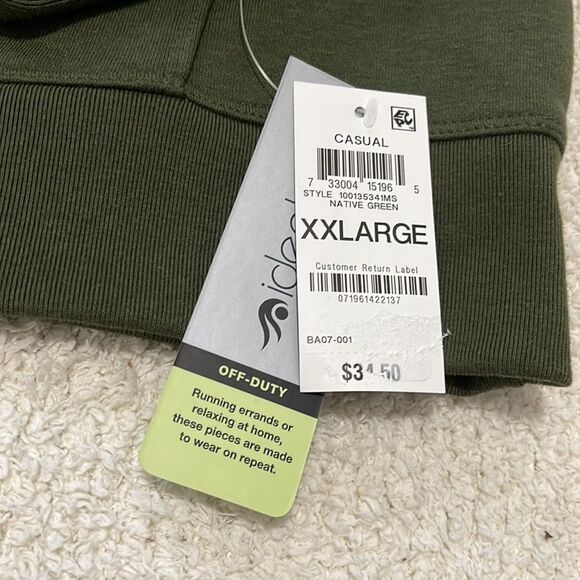 CASUAL
7 33004 15196 5
STYLE 100135341MS
NATIVE GREEN
XXLARGE
Customer Return Label
071961422137
BA07-001
$34.50
ideol
OFF-DUTY
Running errands or
relaxing at home,
these pieces are made
to wear on repeat.